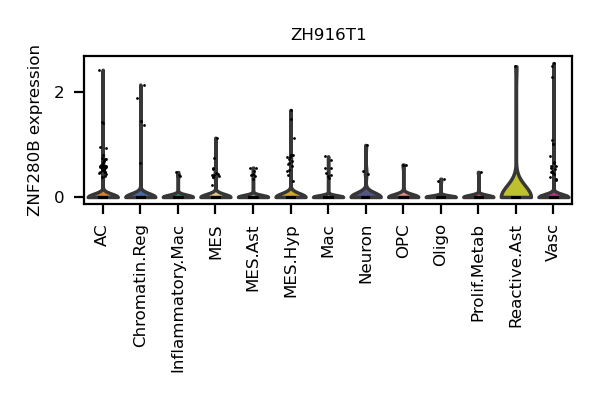 ZH916T1
ZNF280B expression
2
0
AC
Chromatin.Reg
Inflammatory.Mac
MES
MES.Ast
MES.Hyp
Mac
Neuron
OPC
Oligo
Prolif.Metab
Reactive.Ast
Vasc